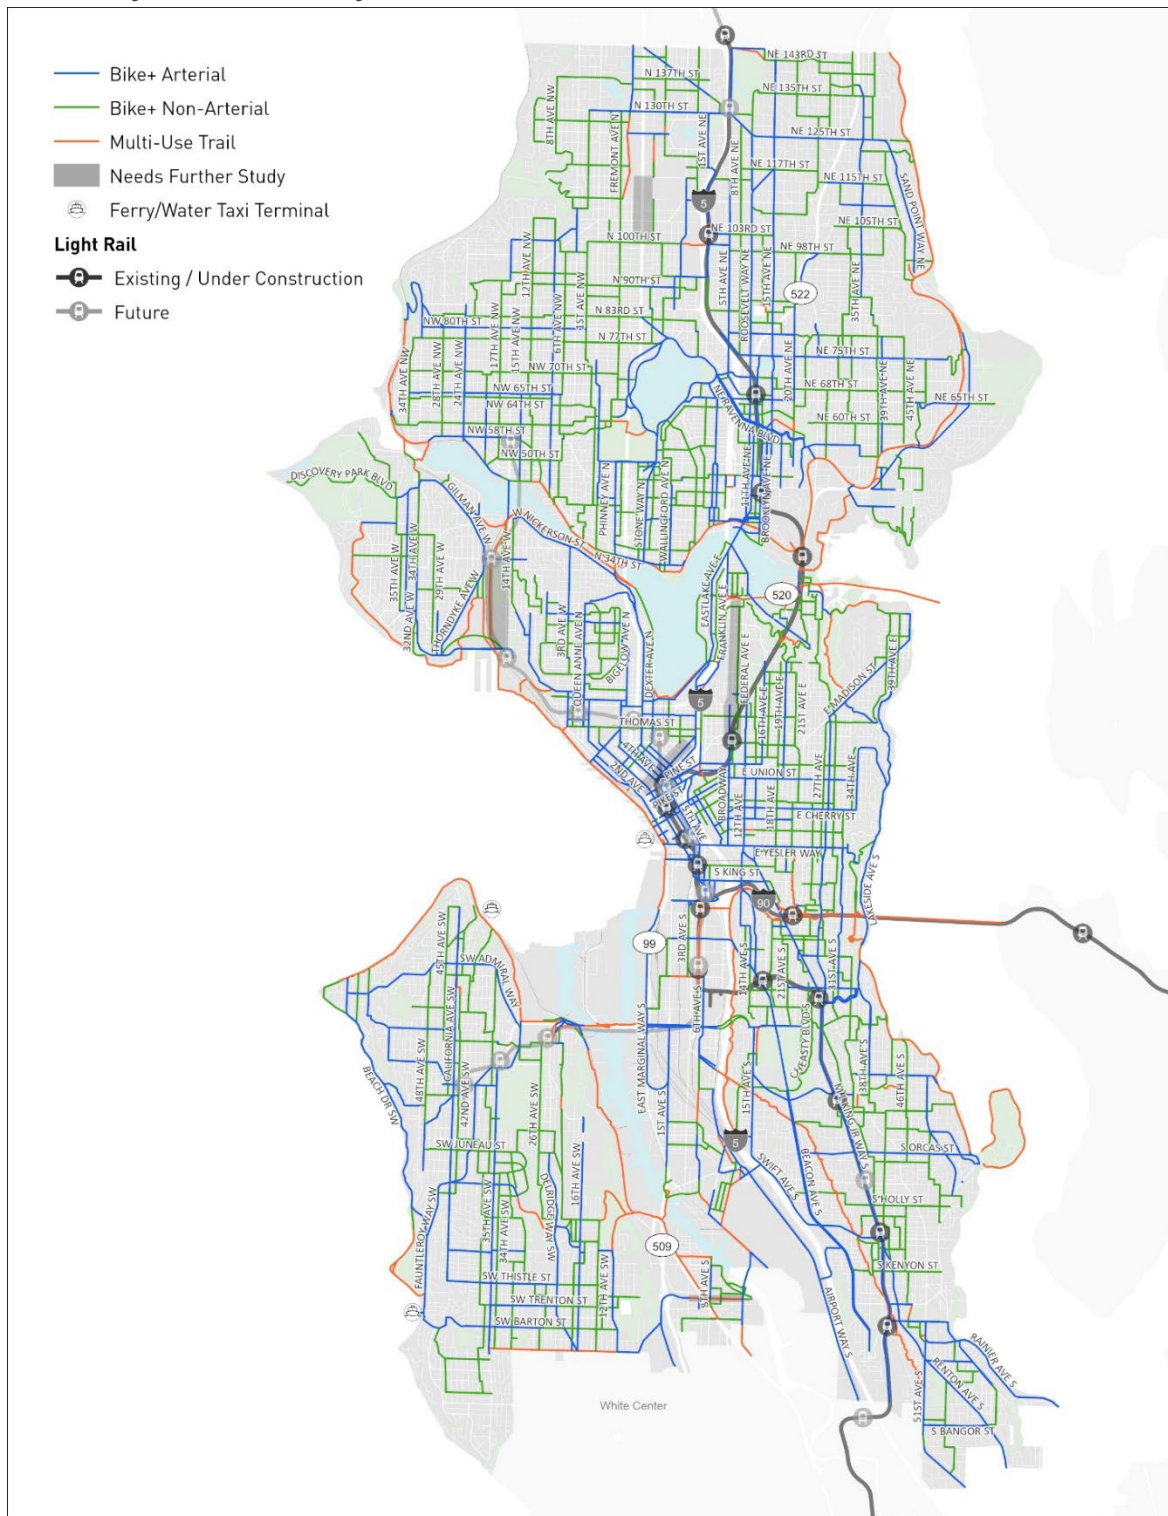 Bike+ Arterial
Bike+ Non-Arterial
Multi-Use Trail
Needs Further Study
Ferry/Water Taxi Terminal
Light Rail
Existing / Under Construction
Future
NE 143RD ST
N 137TH ST
NE 135TH ST
8TH AVE NW
N 130TH ST
NE 125TH ST
FREMONT AVE N
1ST AVE NE
8TH AVE NE
NE 117TH ST
NE 115TH ST
SAND POINT WAY NE
5
NE 105TH ST
NE 103RD ST
N 100TH ST
NE 98TH ST
12TH AVE NW
1ST AVE NW
N 90TH ST
5TH AVE NE
ROOSEVELT WAY NE
15TH AVE NE
522
35TH AVE NE
N 83RD ST
NW 80TH ST
N 77TH ST
17TH AVE NW
15TH AVE NW
6TH AVE NW
NE 75TH ST
NW 70TH ST
34TH AVE NW
28TH AVE NW
24TH AVE NW
NW 65TH ST
NW 64TH ST
20TH AVE NE
NE 68TH ST
39TH AVE NE
45TH AVE NE
NE 65TH ST
NE RAVENNA BLVD
NE 60TH ST
NW 58TH ST
NW 50TH ST
DISCOVERY PARK BLVD
GILMAN AVE W
PHINNEY AVE N
STONE WAY N
WALLINGFORD AVE N
11TH AVE NE
BROOKLYN AVE NE
W NICKERSON ST
N 34TH ST
35TH AVE W
34TH AVE W
29TH AVE W
32ND AVE W
THORNDYKE AVE W
14TH AVE W
EASTLAKE AVE E
FRANKLIN AVE E
520
3RD AVE W
QUEEN ANNE AVE N
BIGELOW AVE N
DEXTER AVE N
FEDERAL AVE E
16TH AVE E
19TH AVE E
21ST AVE E
E MADISON ST
39TH AVE E
5
THOMAS ST
4TH AVE
2ND AVE
PINE ST
PIKE ST
5TH AVE
BROADWAY
12TH AVE
E UNION ST
18TH AVE
27TH AVE
34TH AVE
E CHERRY ST
E YESLER WAY
S KING ST
LAKESIDE AVE S
90
99
3RD AVE S
45TH AVE SW
SW ADMIRAL WAY
14TH AVE S
21ST AVE S
31ST AVE S
6TH AVE S
CALIFORNIA AVE SW
EAST MARGINAL WAY S
48TH AVE SW
42ND AVE SW
BEACH DR SW
26TH AVE SW
1ST AVE S
15TH AVE S
CHEASTY BLVD S
38TH AVE S
46TH AVE S
M L KING JR WAY S
SW JUNEAU ST
5
S ORCAS ST
SWIFT AVE S
BEACON AVE S
16TH AVE SW
DELRIDGE WAY SW
35TH AVE SW
34TH AVE SW
FAUNTLEROY WAY SW
S HOLLY ST
509
S KENYON ST
SW THISTLE ST
12TH AVE SW
8TH AVE S
SW TRENTON ST
SW BARTON ST
AIRPORT WAY S
RAINIER AVE S
RENTON AVE S
51ST AVE S
White Center
S BANGOR ST